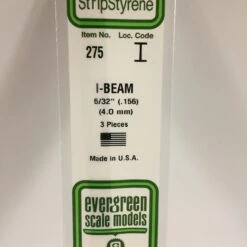 StripStyrene
Item No. Loc. Code
275 I
I-BEAM
5/32" (.156)
(4.0 mm)
3 Pieces
Made in U.S.A.
evergreen
scale models